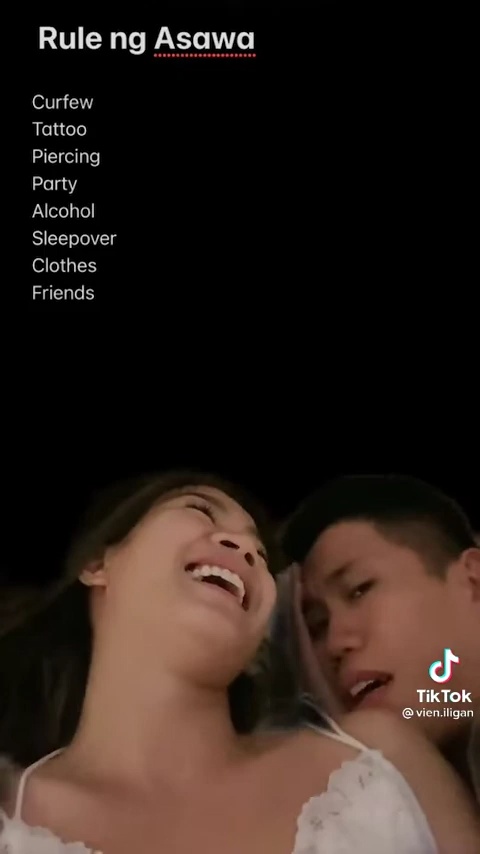 Rule ng Asawa
Curfew
Tattoo
Piercing
Party
Alcohol
Sleepover
Clothes
Friends
TikTok
@vien.iligan